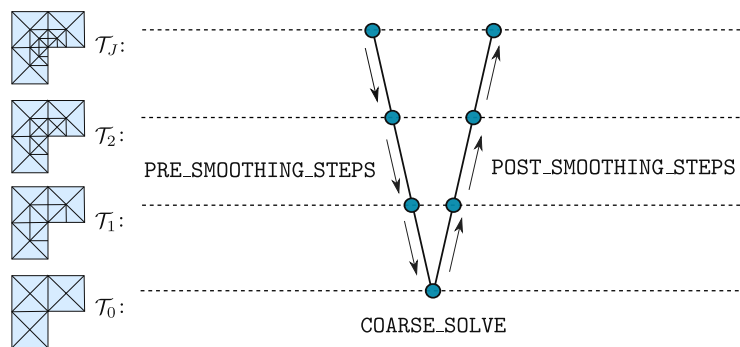 𝒯_J:
𝒯_2:
PRE_SMOOTHING_STEPS
POST_SMOOTHING_STEPS
𝒯_1:
𝒯_0:
COARSE_SOLVE